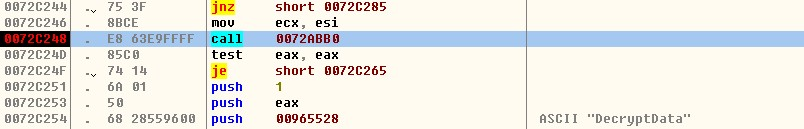 0072C244 . 75 3F jnz short 0072C285
0072C246 . 8BCE mov ecx, esi
0072C248 . E8 63E9FFFF call 0072ABB0
0072C24D . 85C0 test eax, eax
0072C24F . 74 14 je short 0072C265
0072C251 . 6A 01 push 1
0072C253 . 50 push eax
0072C254 . 68 28559600 push 00965528 ASCII "DecryptData"